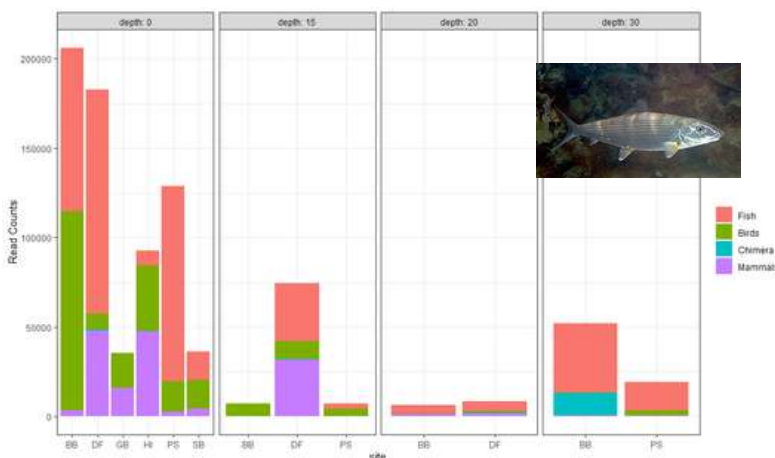 depth: 0
depth: 15
depth: 20
depth: 30
Read Counts
200000
150000
100000
50000
0
Fish
Birds
Chimera
Mammal
BB DF GB HI PS SB
BB DF PS
BB DF
BB PS
site